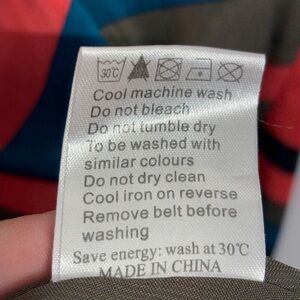 30°C
Cool machine wash
Do not bleach
Do not tumble dry
To be washed with
similar colours
Do not dry clean
Cool iron on reverse
Remove belt before
washing
Save energy: wash at 30°C
MADE IN CHINA